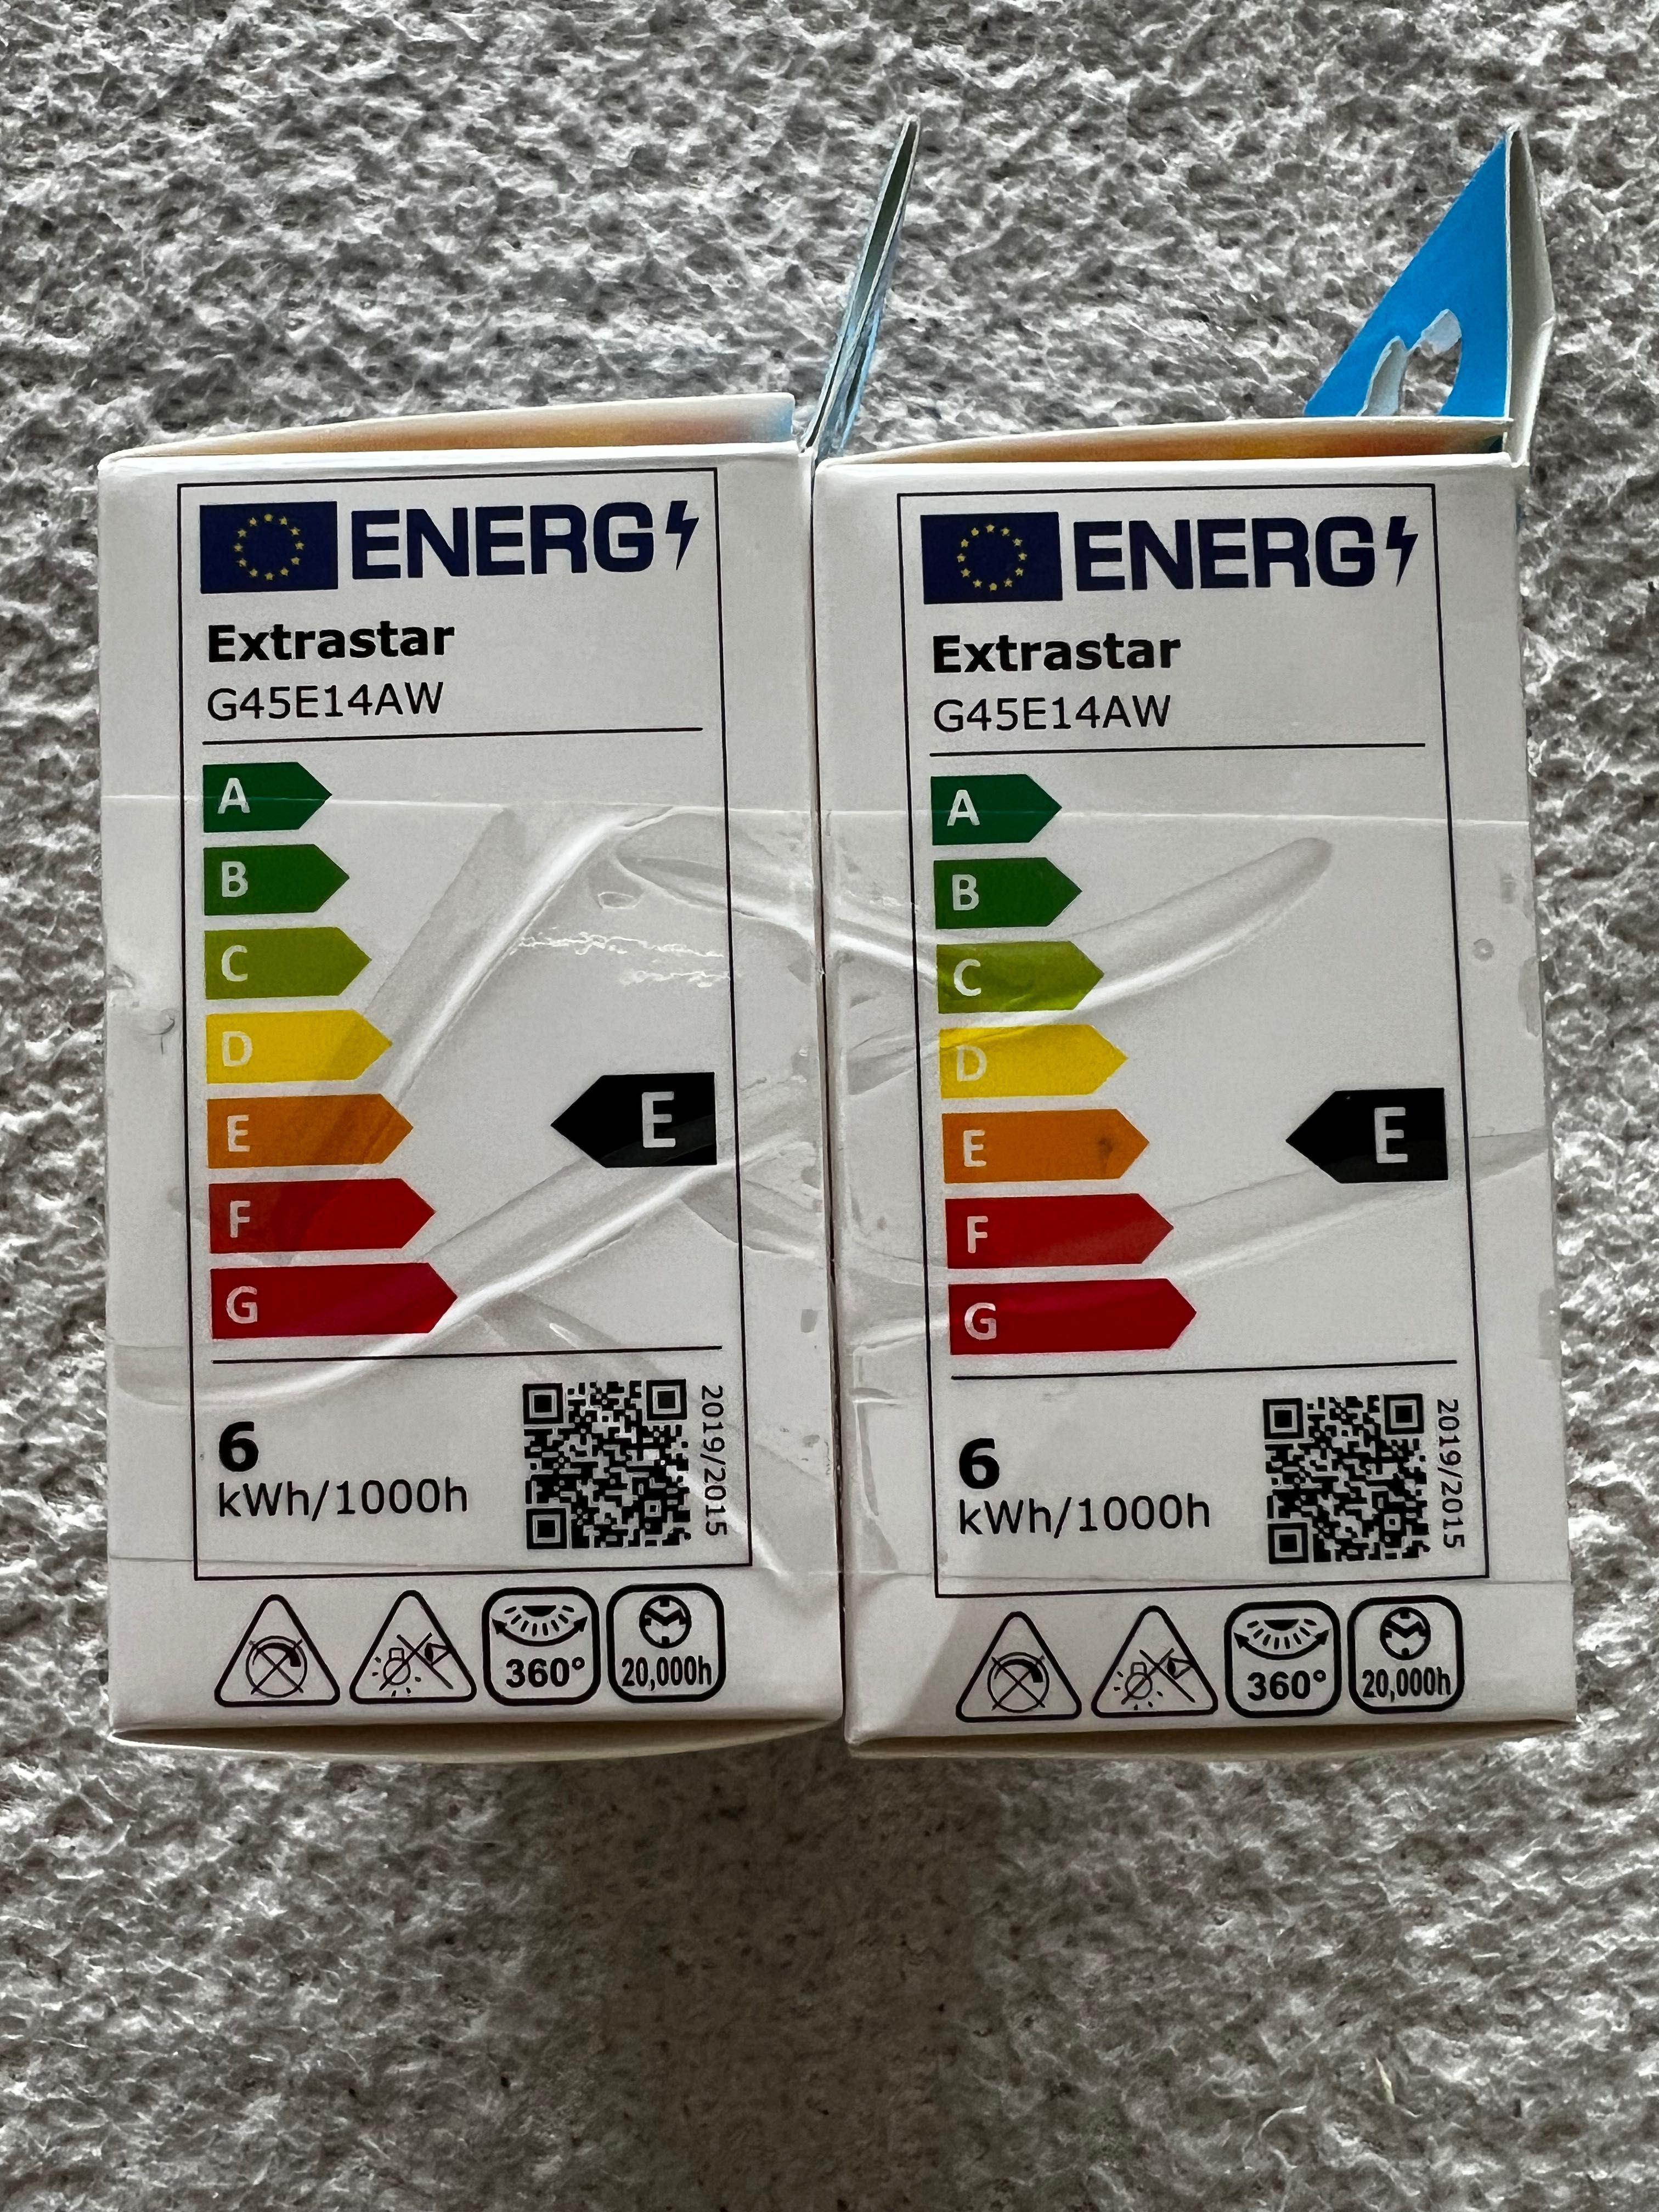 ENERG
Extrastar
G45E14AW
A
B
C
D
E
E
F
G
6
kWh/1000h
2019/2015
360°
20,000h
ENERG
Extrastar
G45E14AW
A
B
C
D
E
E
F
G
6
kWh/1000h
2019/2015
360°
20,000h